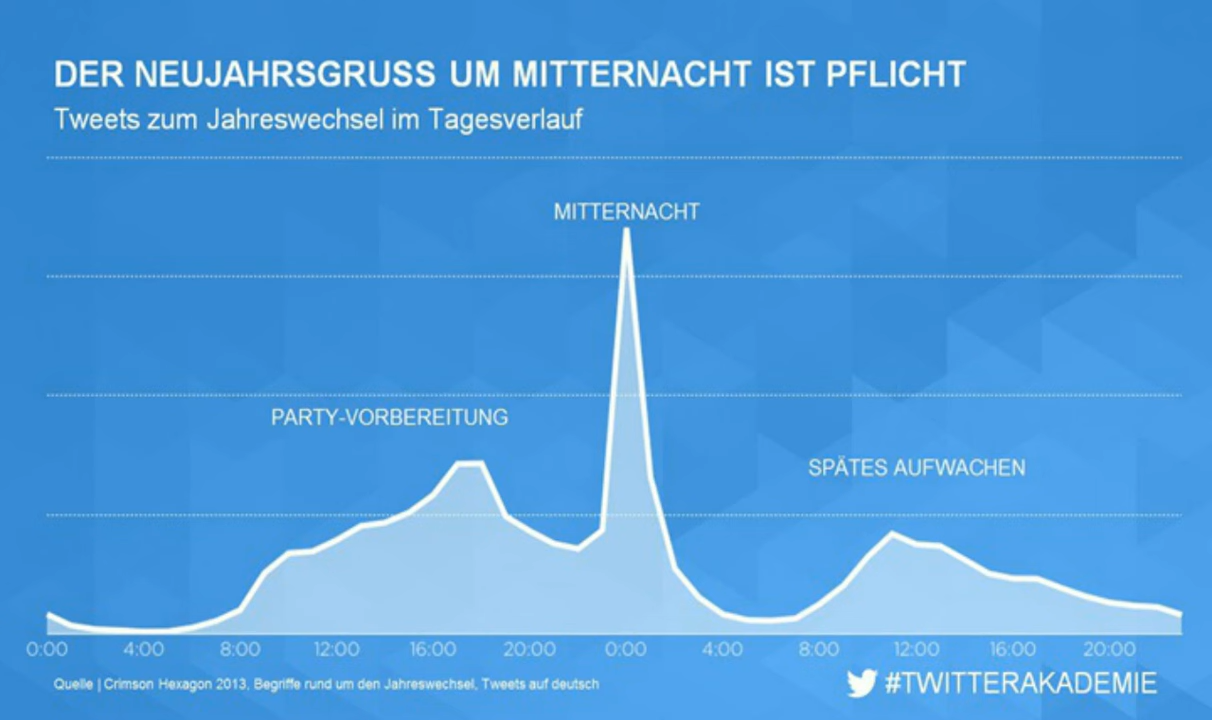 DER NEUJAHRSGRUSS UM MITTERNACHT IST PFLICHT
Tweets zum Jahreswechsel im Tagesverlauf
MITTERNACHT
PARTY-VORBEREITUNG
SPÄTES AUFWACHEN
0:00 4:00 8:00 12:00 16:00 20:00 0:00 4:00 8:00 12:00 16:00 20:00
Quelle | Crimson Hexagon 2013, Begriffe rund um den Jahreswechsel, Tweets auf deutsch
#TWITTERAKADEMIE